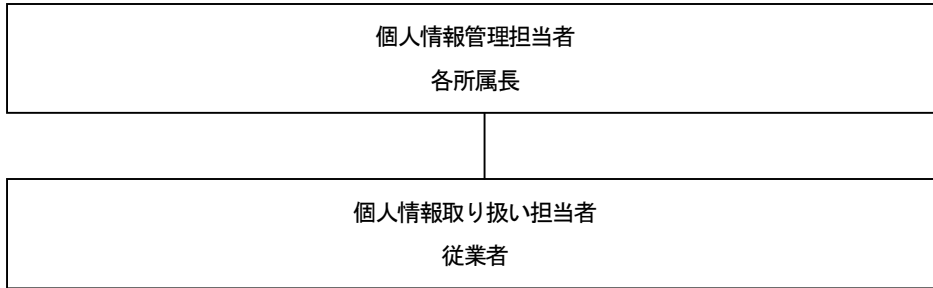 個人情報管理担当者
各所属長
個人情報取り扱い担当者
従業者